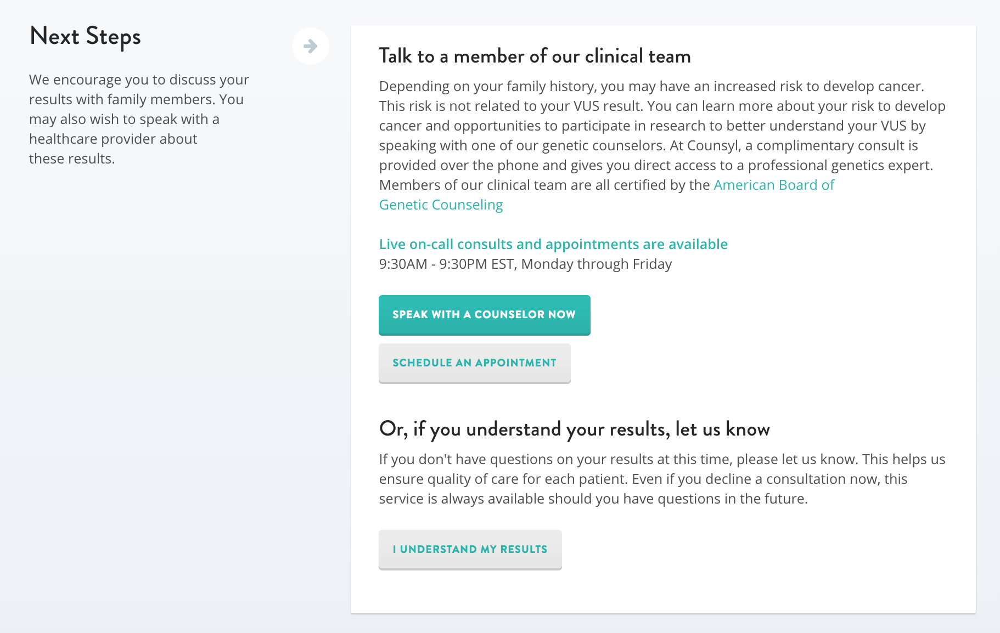 Next Steps
We encourage you to discuss your
results with family members. You
may also wish to speak with a
healthcare provider about
these results.
Talk to a member of our clinical team
Depending on your family history, you may have an increased risk to develop cancer.
This risk is not related to your VUS result. You can learn more about your risk to develop
cancer and opportunities to participate in research to better understand your VUS by
speaking with one of our genetic counselors. At Counsyl, a complimentary consult is
provided over the phone and gives you direct access to a professional genetics expert.
Members of our clinical team are all certified by the American Board of
Genetic Counseling
Live on-call consults and appointments are available
9:30AM - 9:30PM EST, Monday through Friday
SPEAK WITH A COUNSELOR NOW
SCHEDULE AN APPOINTMENT
Or, if you understand your results, let us know
If you don't have questions on your results at this time, please let us know. This helps us
ensure quality of care for each patient. Even if you decline a consultation now, this
service is always available should you have questions in the future.
I UNDERSTAND MY RESULTS